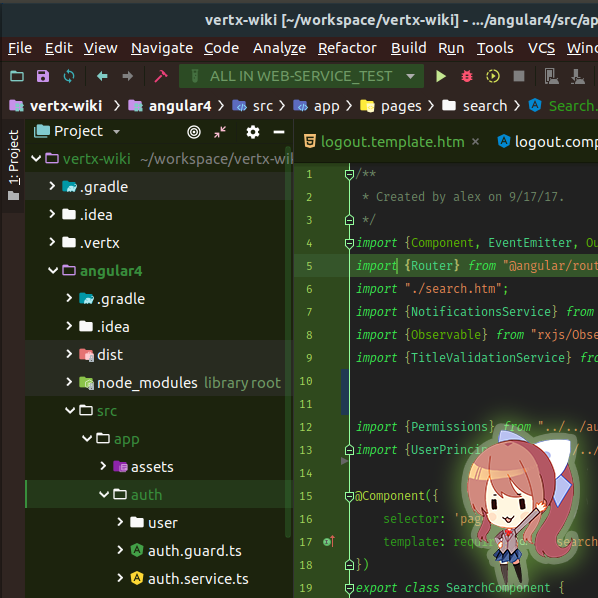 vertx-wiki [~/workspace/vertx-wiki] - .../angular4/src/ap
File Edit View Navigate Code Analyze Refactor Build Run Tools VCS Wind
ALL IN WEB-SERVICE_TEST
vertx-wiki angular4 src app pages search Search.
1: Project
Project
logout.template.htm
logout.comp
vertx-wiki ~/workspace/vertx-wi
.gradle
.idea
.vertx
angular4
.gradle
.idea
dist
node_modules library root
src
app
assets
auth
user
auth.guard.ts
auth.service.ts
1 /**
2 * Created by alex on 9/17/17.
3 */
4 import {Component, EventEmitter, Ou
5 import {Router} from "@angular/rout
6 import "./search.htm";
7 import {NotificationsService} from
8 import {Observable} from "rxjs/Obse
9 import {TitleValidationService} fro
10
11
12 import {Permissions} from "../../au
13 import {UserPrincip
14
15 @Component({
16 selector: 'pag
17 template: requ search
18 })
19 export class SearchComponent {